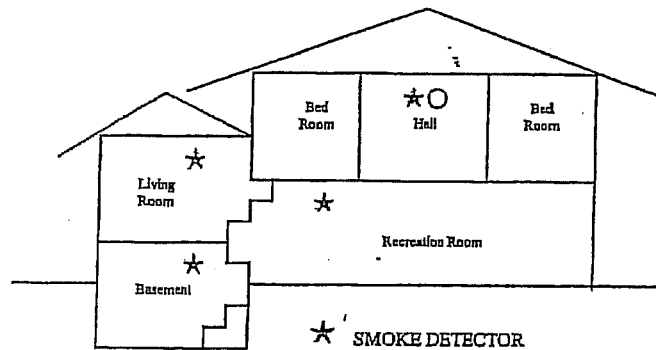 Bed
Room
Hall
Bed
Room
Living
Room
Recreation Room
Basement
SMOKE DETECTOR